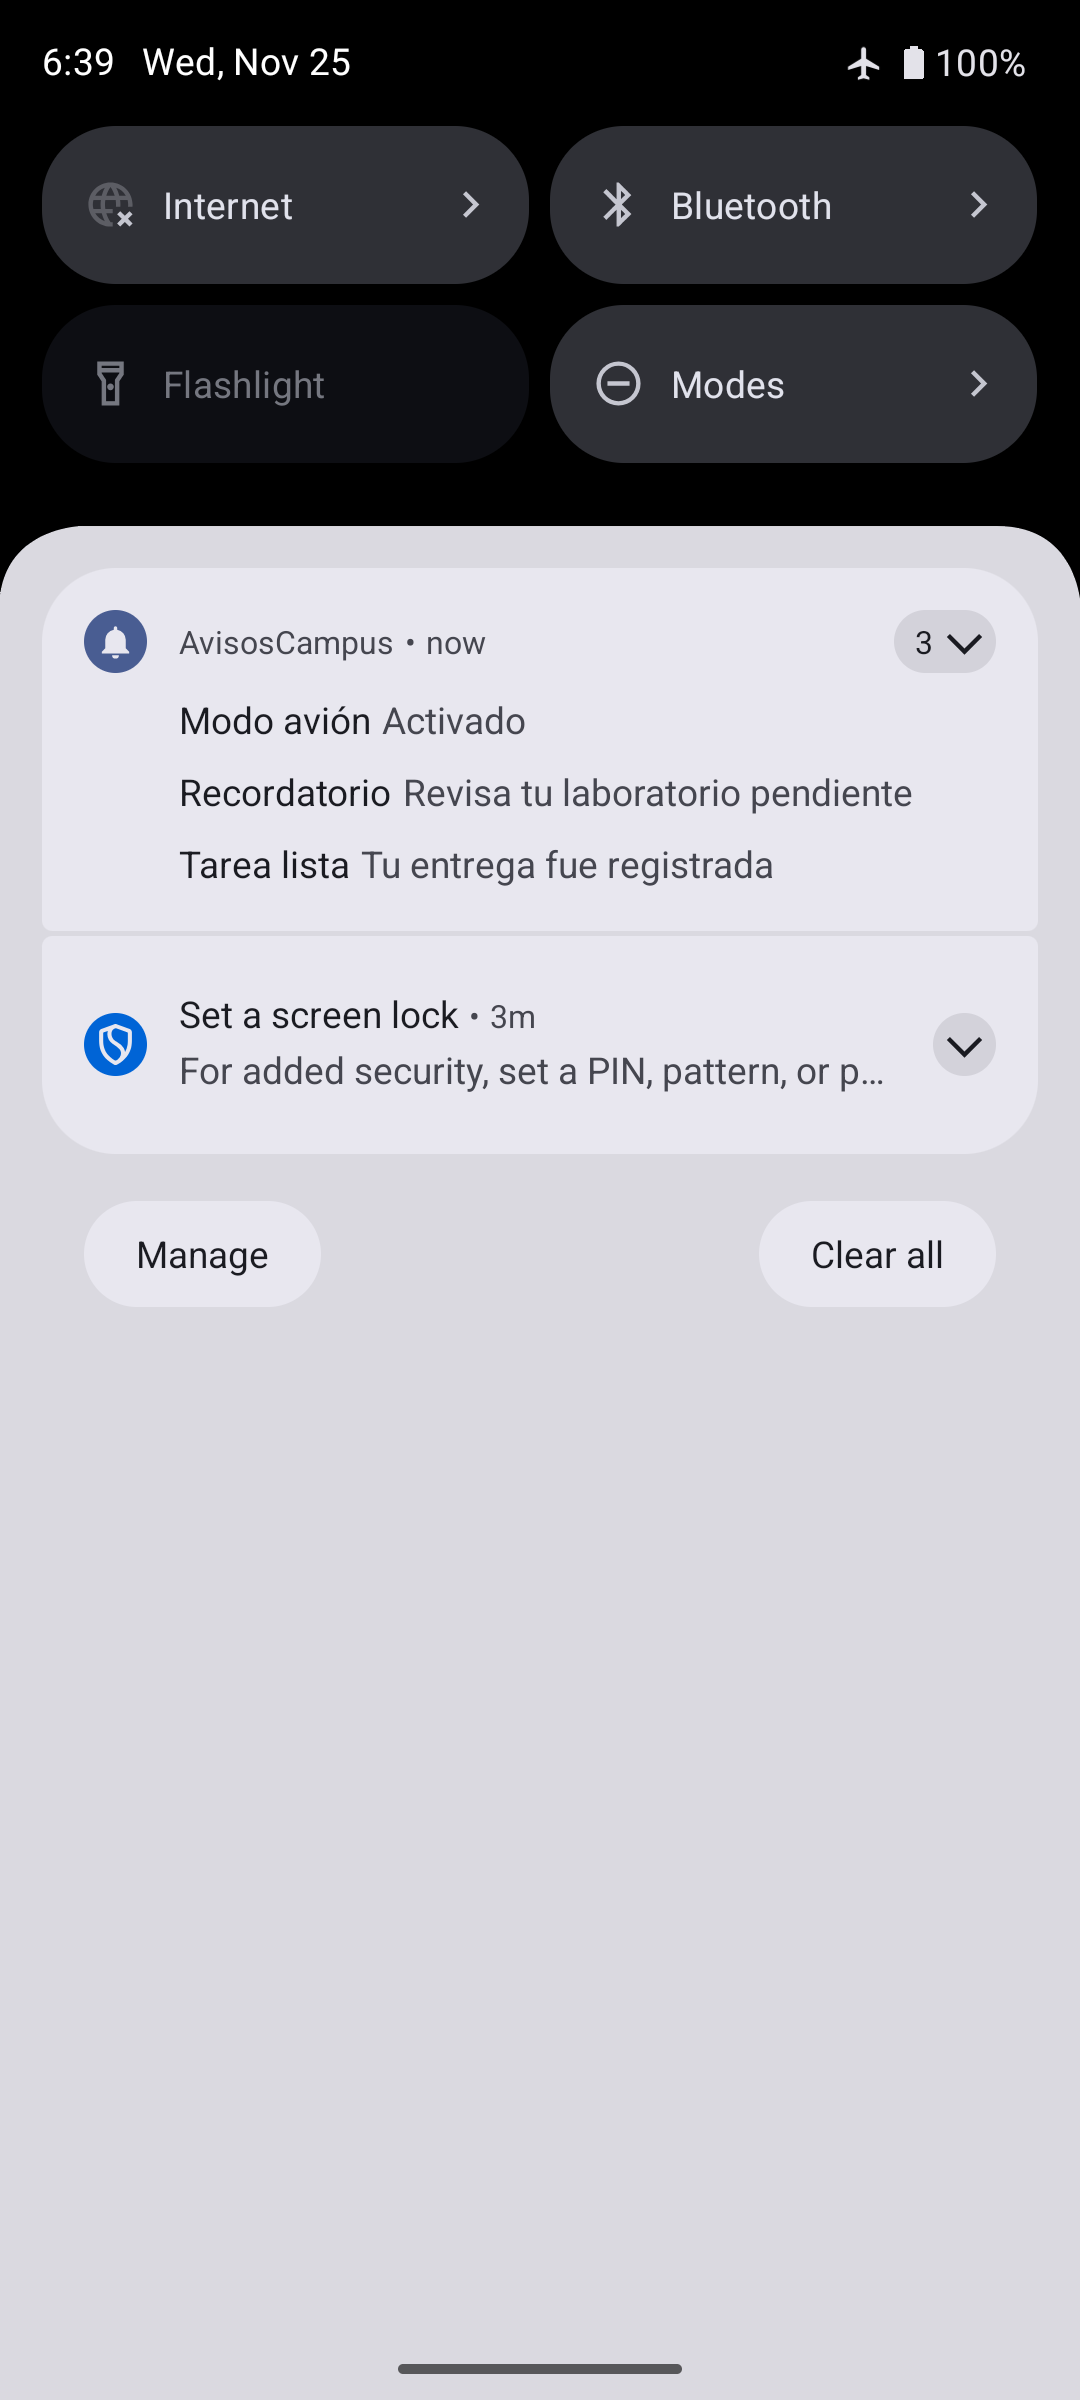 6:39 Wed, Nov 25 100%
Internet Bluetooth
Flashlight Modes
AvisosCampus • now 3
Modo avión Activado
Recordatorio Revisa tu laboratorio pendiente
Tarea lista Tu entrega fue registrada
Set a screen lock • 3m
For added security, set a PIN, pattern, or p…
Manage Clear all